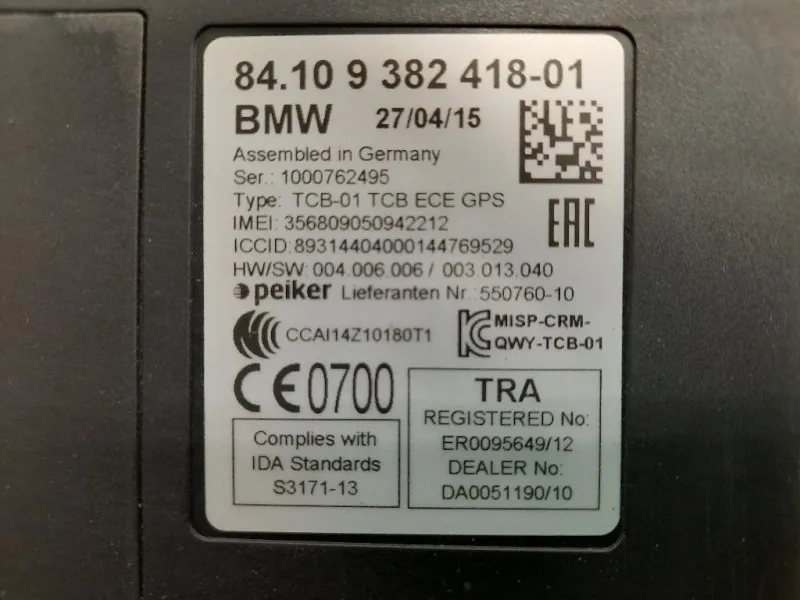 84.10 9 382 418-01
BMW 27/04/15
Assembled in Germany
Ser.: 1000762495
Type: TCB-01 TCB ECE GPS
IMEI: 356809050942212
ICCID: 89314404000144769529
HW/SW: 004.006.006 / 003.013.040
peiker Lieferanten Nr.: 550760-10
EAC
CCAI14Z10180T1
MISP-CRM-
QWY-TCB-01
CE0700
Complies with
IDA Standards
S3171-13
TRA
REGISTERED No:
ER0095649/12
DEALER No:
DA0051190/10